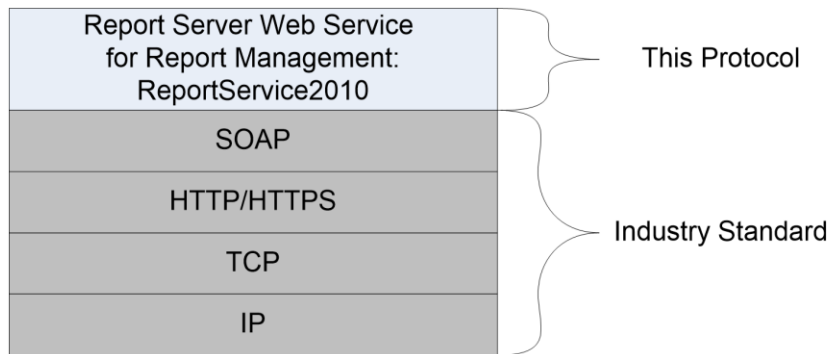 Report Server Web Service
for Report Management:
ReportService2010
This Protocol
SOAP
HTTP/HTTPS
TCP
IP
Industry Standard